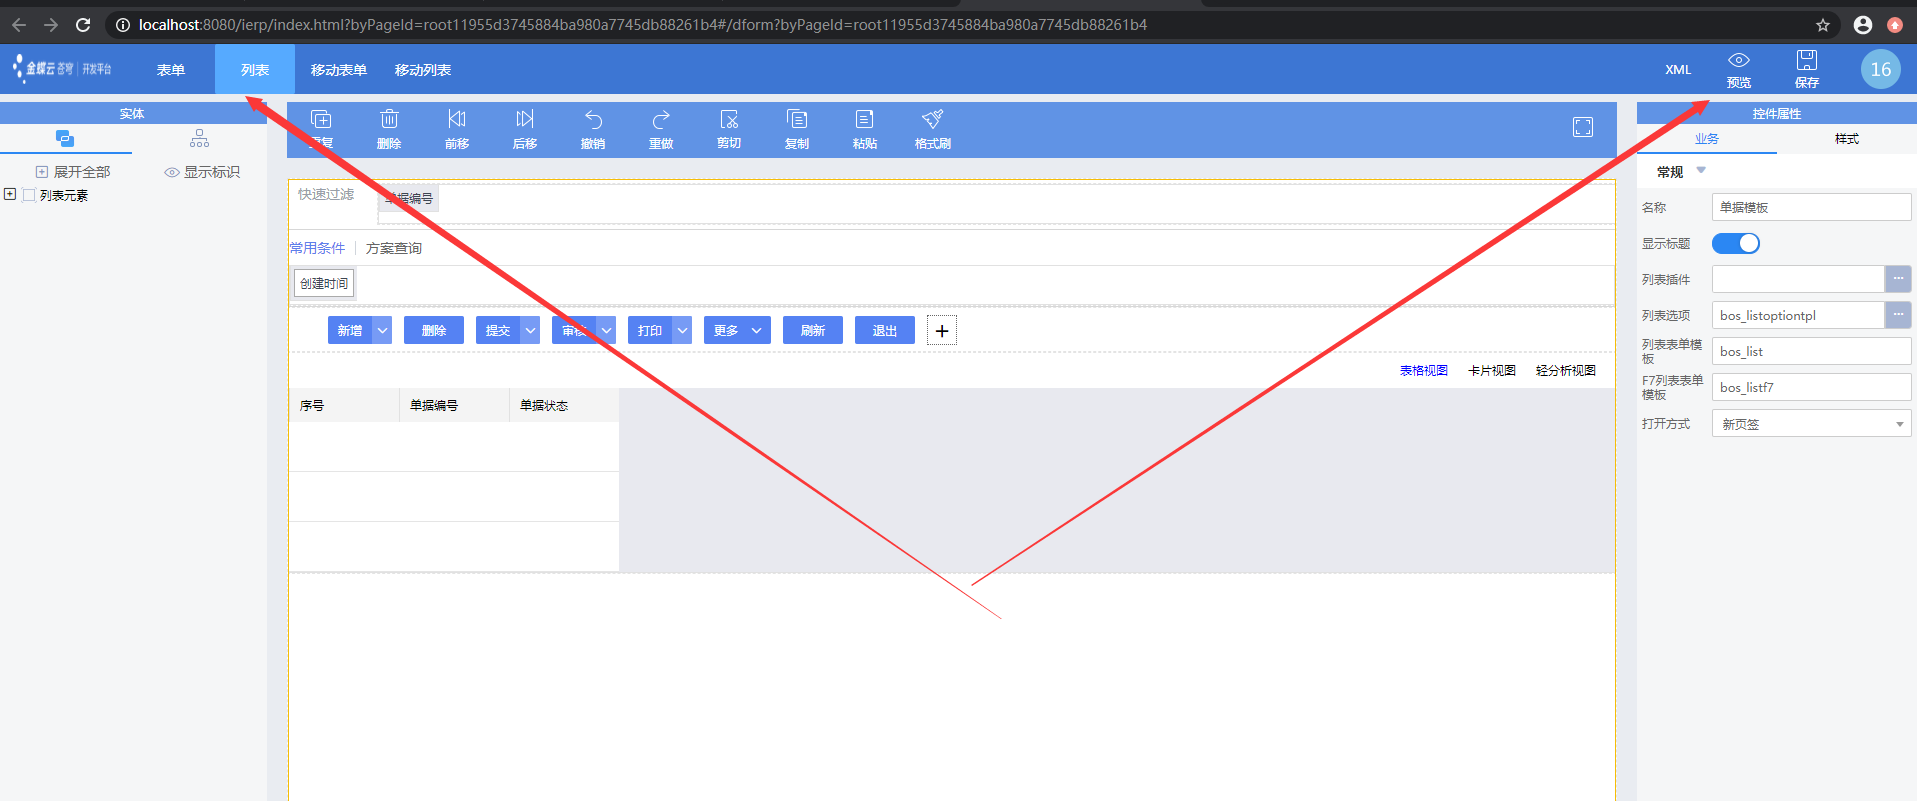 localhost:8080/ierp/index.html?byPageId=root11955d3745884ba980a7745db88261b4#/dform?byPageId=root11955d3745884ba980a7745db88261b4
金蝶云 苍穹 | 开发平台 表单 列表 移动表单 移动列表 XML 预览 保存 16
实体
展开全部 显示标识
列表元素
重复 删除 前移 后移 撤销 重做 剪切 复制 粘贴 格式刷
快速过滤 单据编号
常用条件 方案查询
创建时间
新增 删除 提交 审核 打印 更多 刷新 退出 +
表格视图 卡片视图 轻分析视图
序号 单据编号 单据状态
控件属性
业务 样式
常规
名称 单据模板
显示标题
列表插件 ...
列表选项 bos_listoptiontpl ...
列表表单模
板 bos_list
F7列表表单
模板 bos_listf7
打开方式 新页签